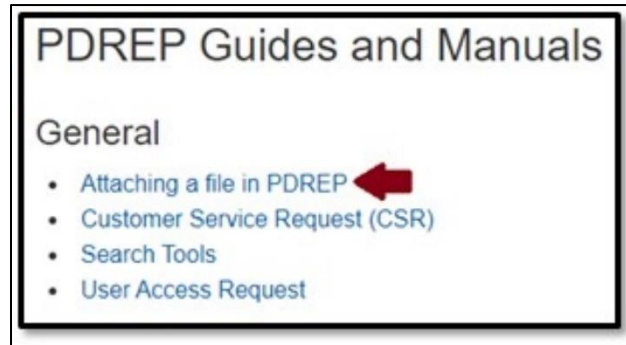 PDREP Guides and Manuals
General
Attaching a file in PDREP
Customer Service Request (CSR)
Search Tools
User Access Request